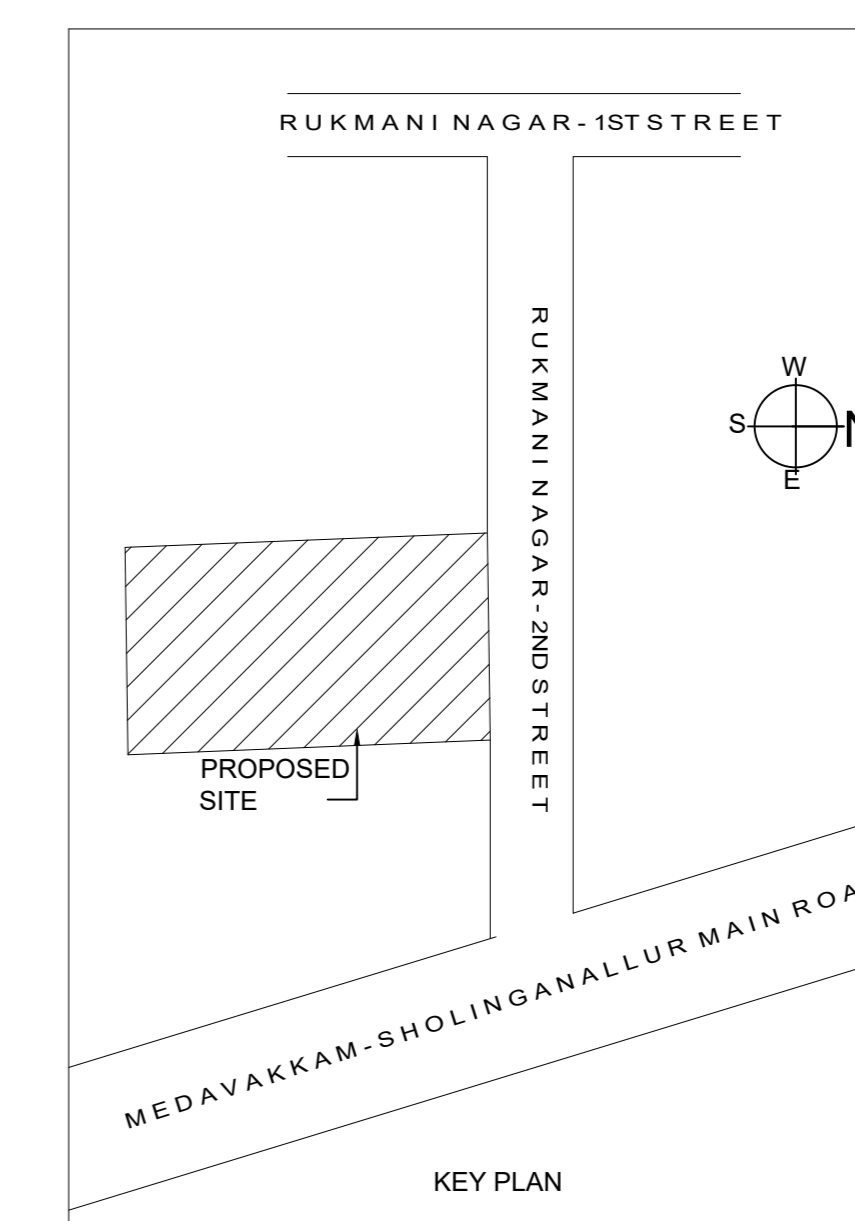 RUKMANI NAGAR - 1ST STREET
RUKMANI NAGAR - 2ND STREET
W
S
N
E
PROPOSED
SITE
MEDAVAKKAM-SHOLINGANALLUR MAIN ROA
KEY PLAN